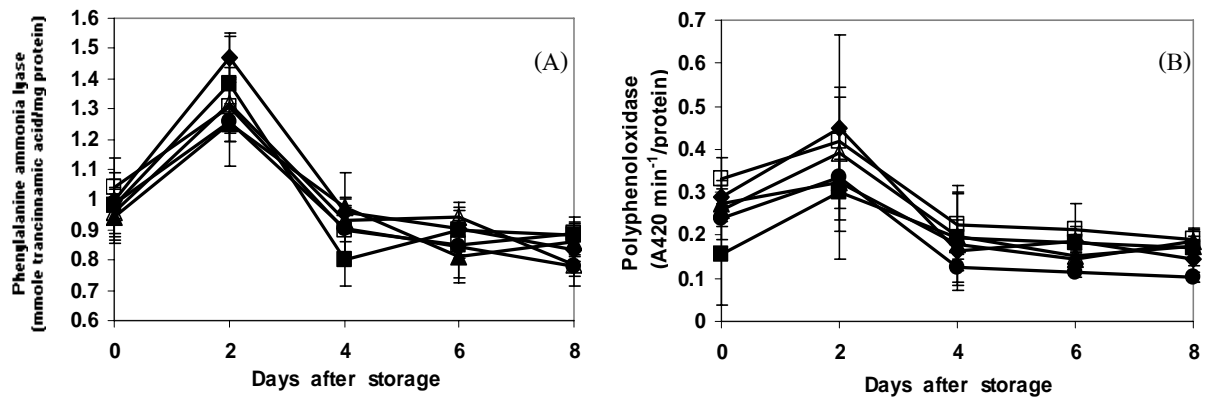 Phenglalanine ammonia lgase
(mmole trancinnamic acid/mg protein)
1.6
1.5
1.4
1.3
1.2
1.1
1
0.9
0.8
0.7
0.6
(A)
0 2 4 6 8
Days after storage
Polyphenoloxidase
(A420 min⁻¹/protein)
0.7
0.6
0.5
0.4
0.3
0.2
0.1
0
(B)
0 2 4 6 8
Days after storage